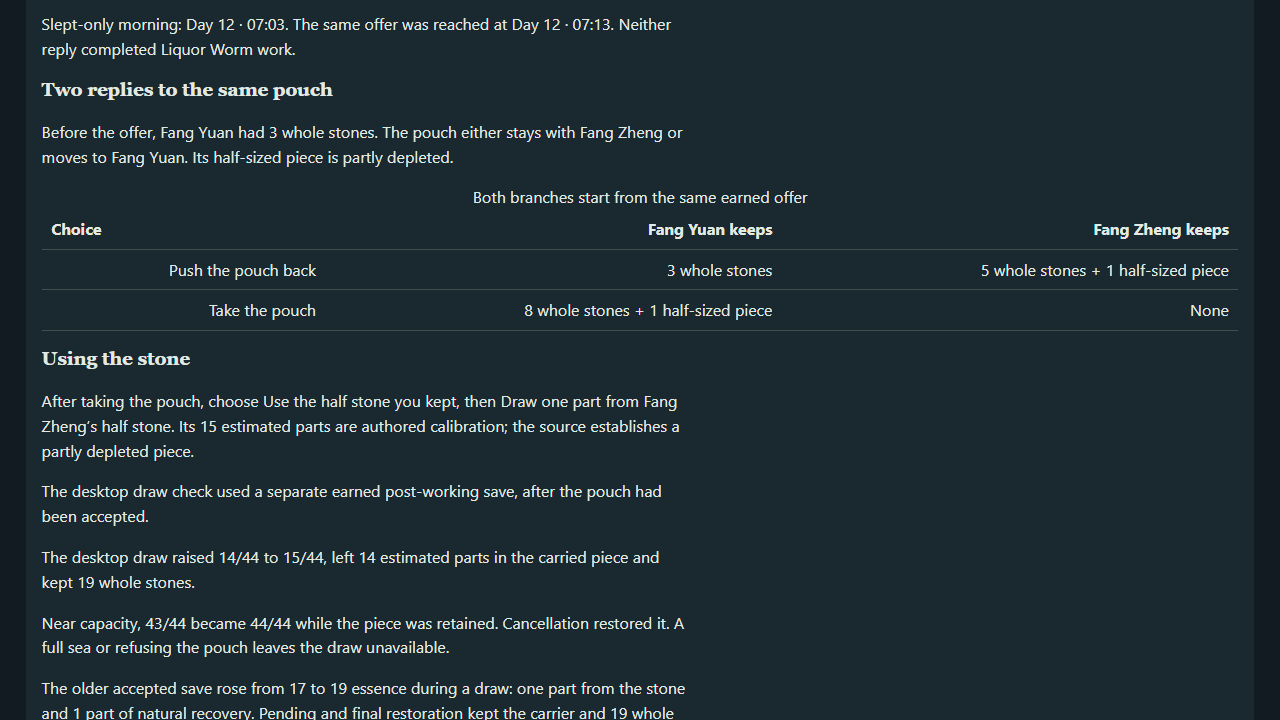 Slept-only morning: Day 12 · 07:03. The same offer was reached at Day 12 · 07:13. Neither
reply completed Liquor Worm work.
Two replies to the same pouch
Before the offer, Fang Yuan had 3 whole stones. The pouch either stays with Fang Zheng or
moves to Fang Yuan. Its half-sized piece is partly depleted.
Both branches start from the same earned offer
Choice Fang Yuan keeps Fang Zheng keeps
Push the pouch back 3 whole stones 5 whole stones + 1 half-sized piece
Take the pouch 8 whole stones + 1 half-sized piece None
Using the stone
After taking the pouch, choose Use the half stone you kept, then Draw one part from Fang
Zheng’s half stone. Its 15 estimated parts are authored calibration; the source establishes a
partly depleted piece.
The desktop draw check used a separate earned post-working save, after the pouch had
been accepted.
The desktop draw raised 14/44 to 15/44, left 14 estimated parts in the carried piece and
kept 19 whole stones.
Near capacity, 43/44 became 44/44 while the piece was retained. Cancellation restored it. A
full sea or refusing the pouch leaves the draw unavailable.
The older accepted save rose from 17 to 19 essence during a draw: one part from the stone
and 1 part of natural recovery. Pending and final restoration kept the carrier and 19 whole